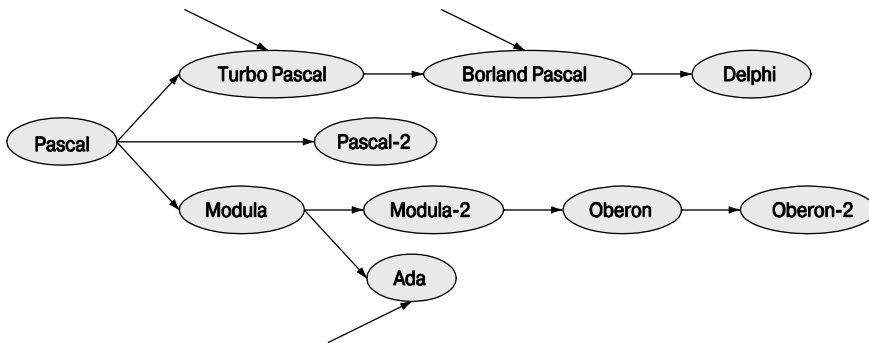 Turbo Pascal
Borland Pascal
Delphi
Pascal
Pascal-2
Modula
Modula-2
Oberon
Oberon-2
Ada